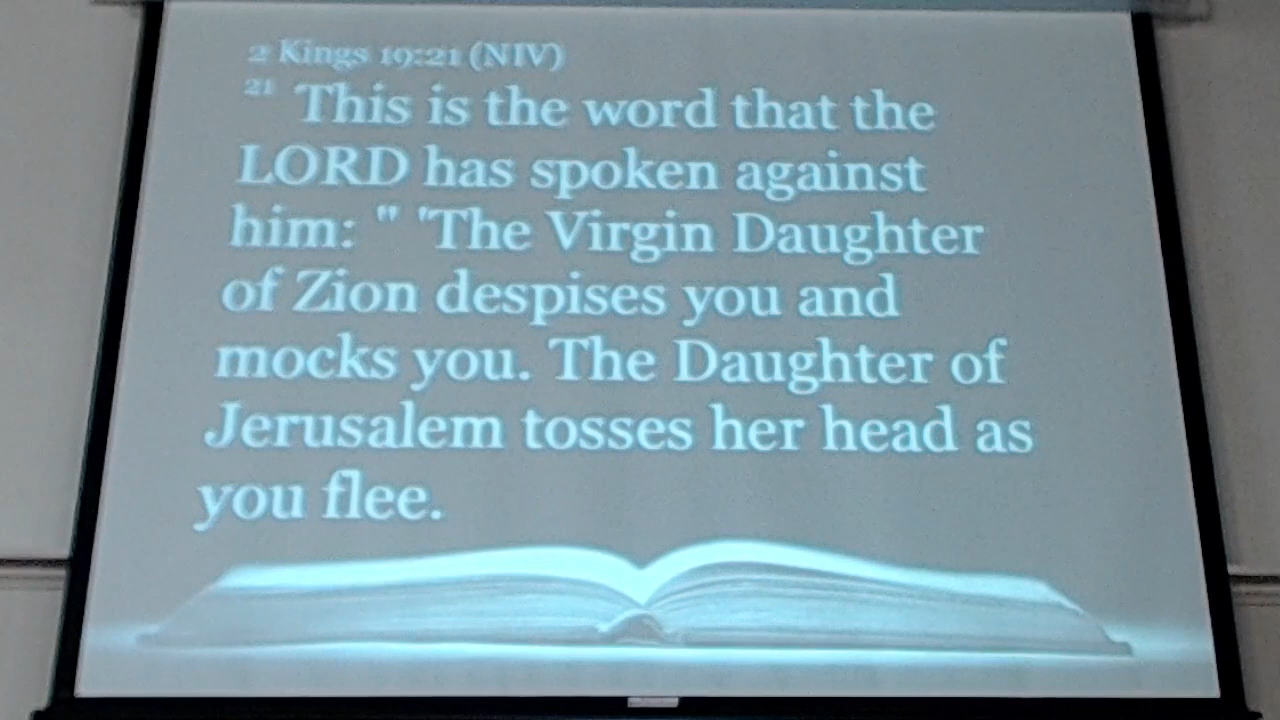 2 Kings 19:21 (NIV)
21 This is the word that the
LORD has spoken against
him: " 'The Virgin Daughter
of Zion despises you and
mocks you. The Daughter of
Jerusalem tosses her head as
you flee.